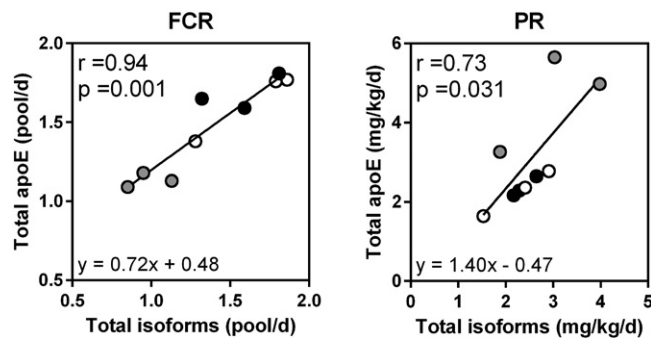 FCR
r =0.94
p =0.001
Total apoE (pool/d)
2.0
1.5
1.0
0.5
y = 0.72x + 0.48
0.5 1.0 1.5 2.0
Total isoforms (pool/d)
PR
r =0.73
p =0.031
Total apoE (mg/kg/d)
6
4
2
0
y = 1.40x - 0.47
0 1 2 3 4 5
Total isoforms (mg/kg/d)